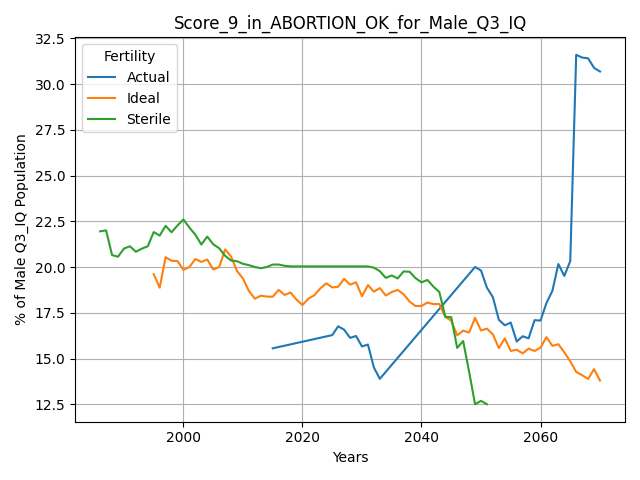 Score_9_in_ABORTION_OK_for_Male_Q3_IQ
% of Male Q3_IQ Population
32.5
30.0
27.5
25.0
22.5
20.0
17.5
15.0
12.5
Fertility
Actual
Ideal
Sterile
2000
2020
2040
2060
Years